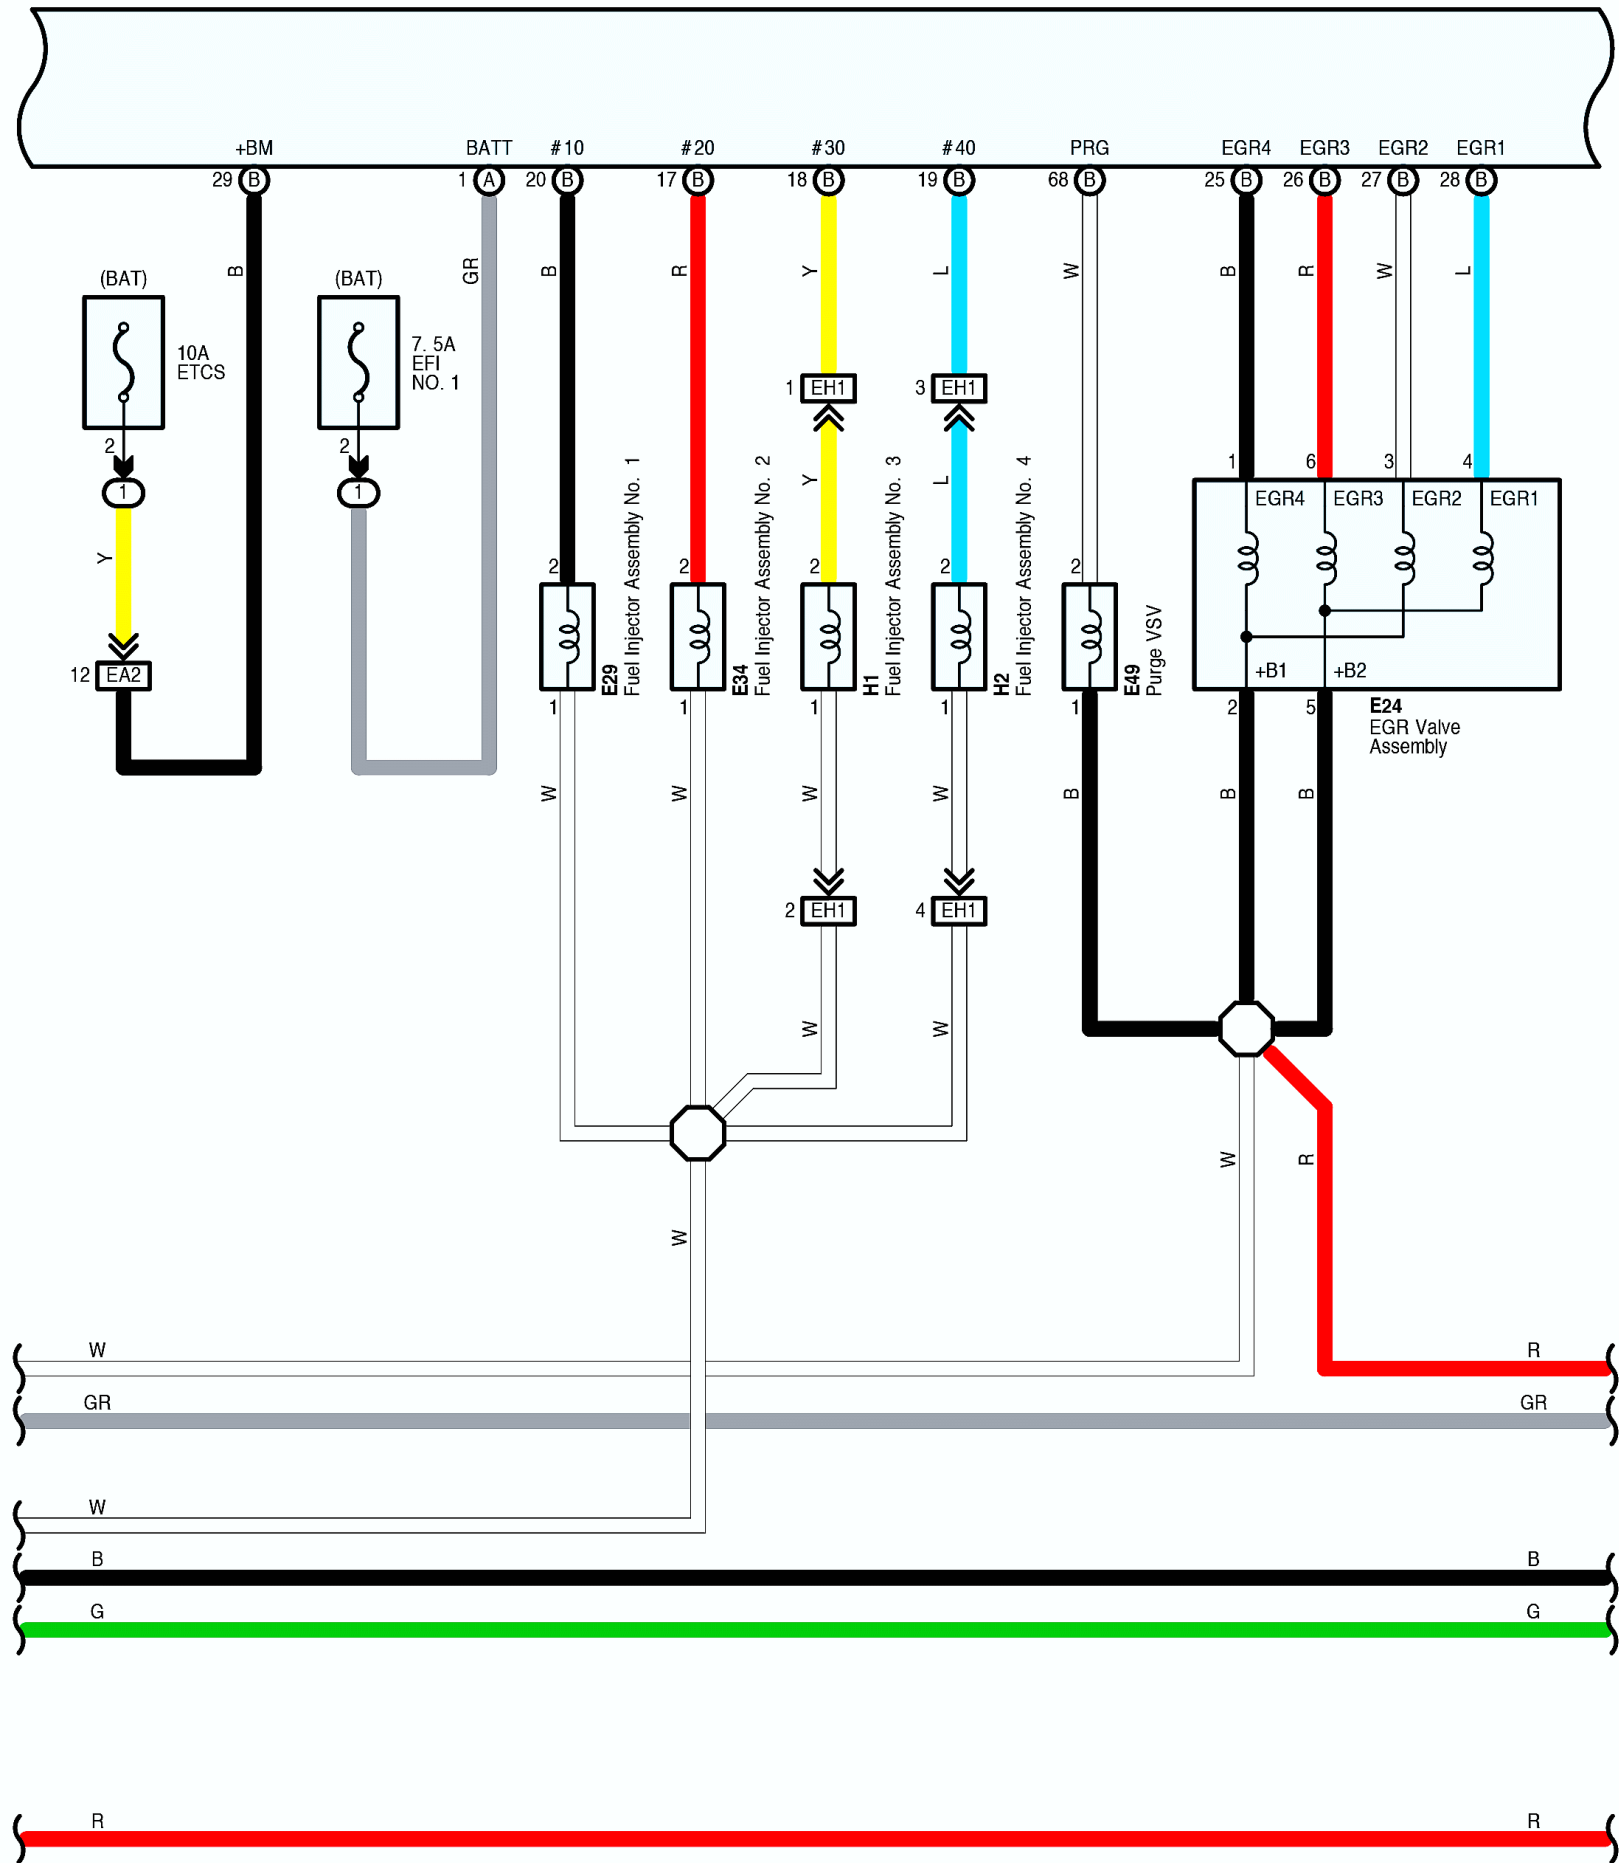 +BM BATT #10 #20 #30 #40 PRG EGR4 EGR3 EGR2 EGR1
29 B 1 A 20 B 17 B 18 B 19 B 68 B 25 B 26 B 27 B 28 B
B GR B R Y L W B R W L
(BAT) (BAT)
10A
ETCS
7. 5A
EFI
NO. 1
1 EH1 3 EH1
2 2
1 1
Y L
1 6 3 4
EGR4 EGR3 EGR2 EGR1
Y
2 2 2 2 2
Fuel Injector Assembly No. 1
E29
Fuel Injector Assembly No. 2
E34
Fuel Injector Assembly No. 3
H1
Fuel Injector Assembly No. 4
H2
Purge VSV
E49
12 EA2
+B1 +B2
1 1 1 1 1 2 5
E24
EGR Valve
Assembly
W W W W B B B
2 EH1 4 EH1
W W
W R
W
W R
GR GR
W
B B
G G
R R